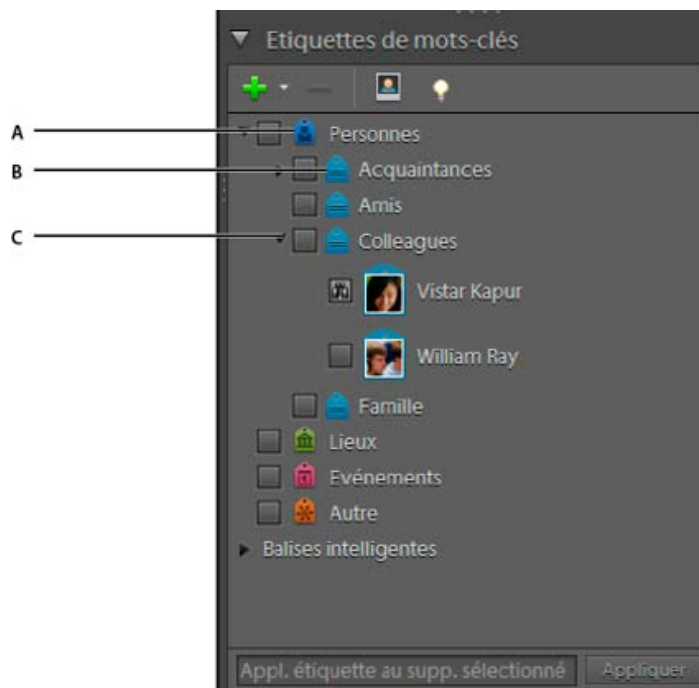 Etiquettes de mots-clés
A
Personnes
B
Acquaintances
Amis
C
Colleagues
Vistar Kapur
William Ray
Famille
Lieux
Evénements
Autre
Balises intelligentes
Appl. étiquette au supp. sélectionné
Appliquer